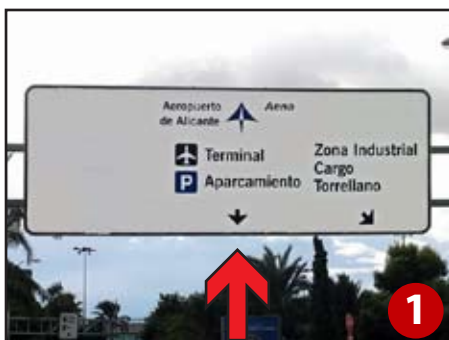 Aeropuerto
de Alicante
Aena
Terminal
P Aparcamiento
Zona Industrial
Cargo
Torrellano
1